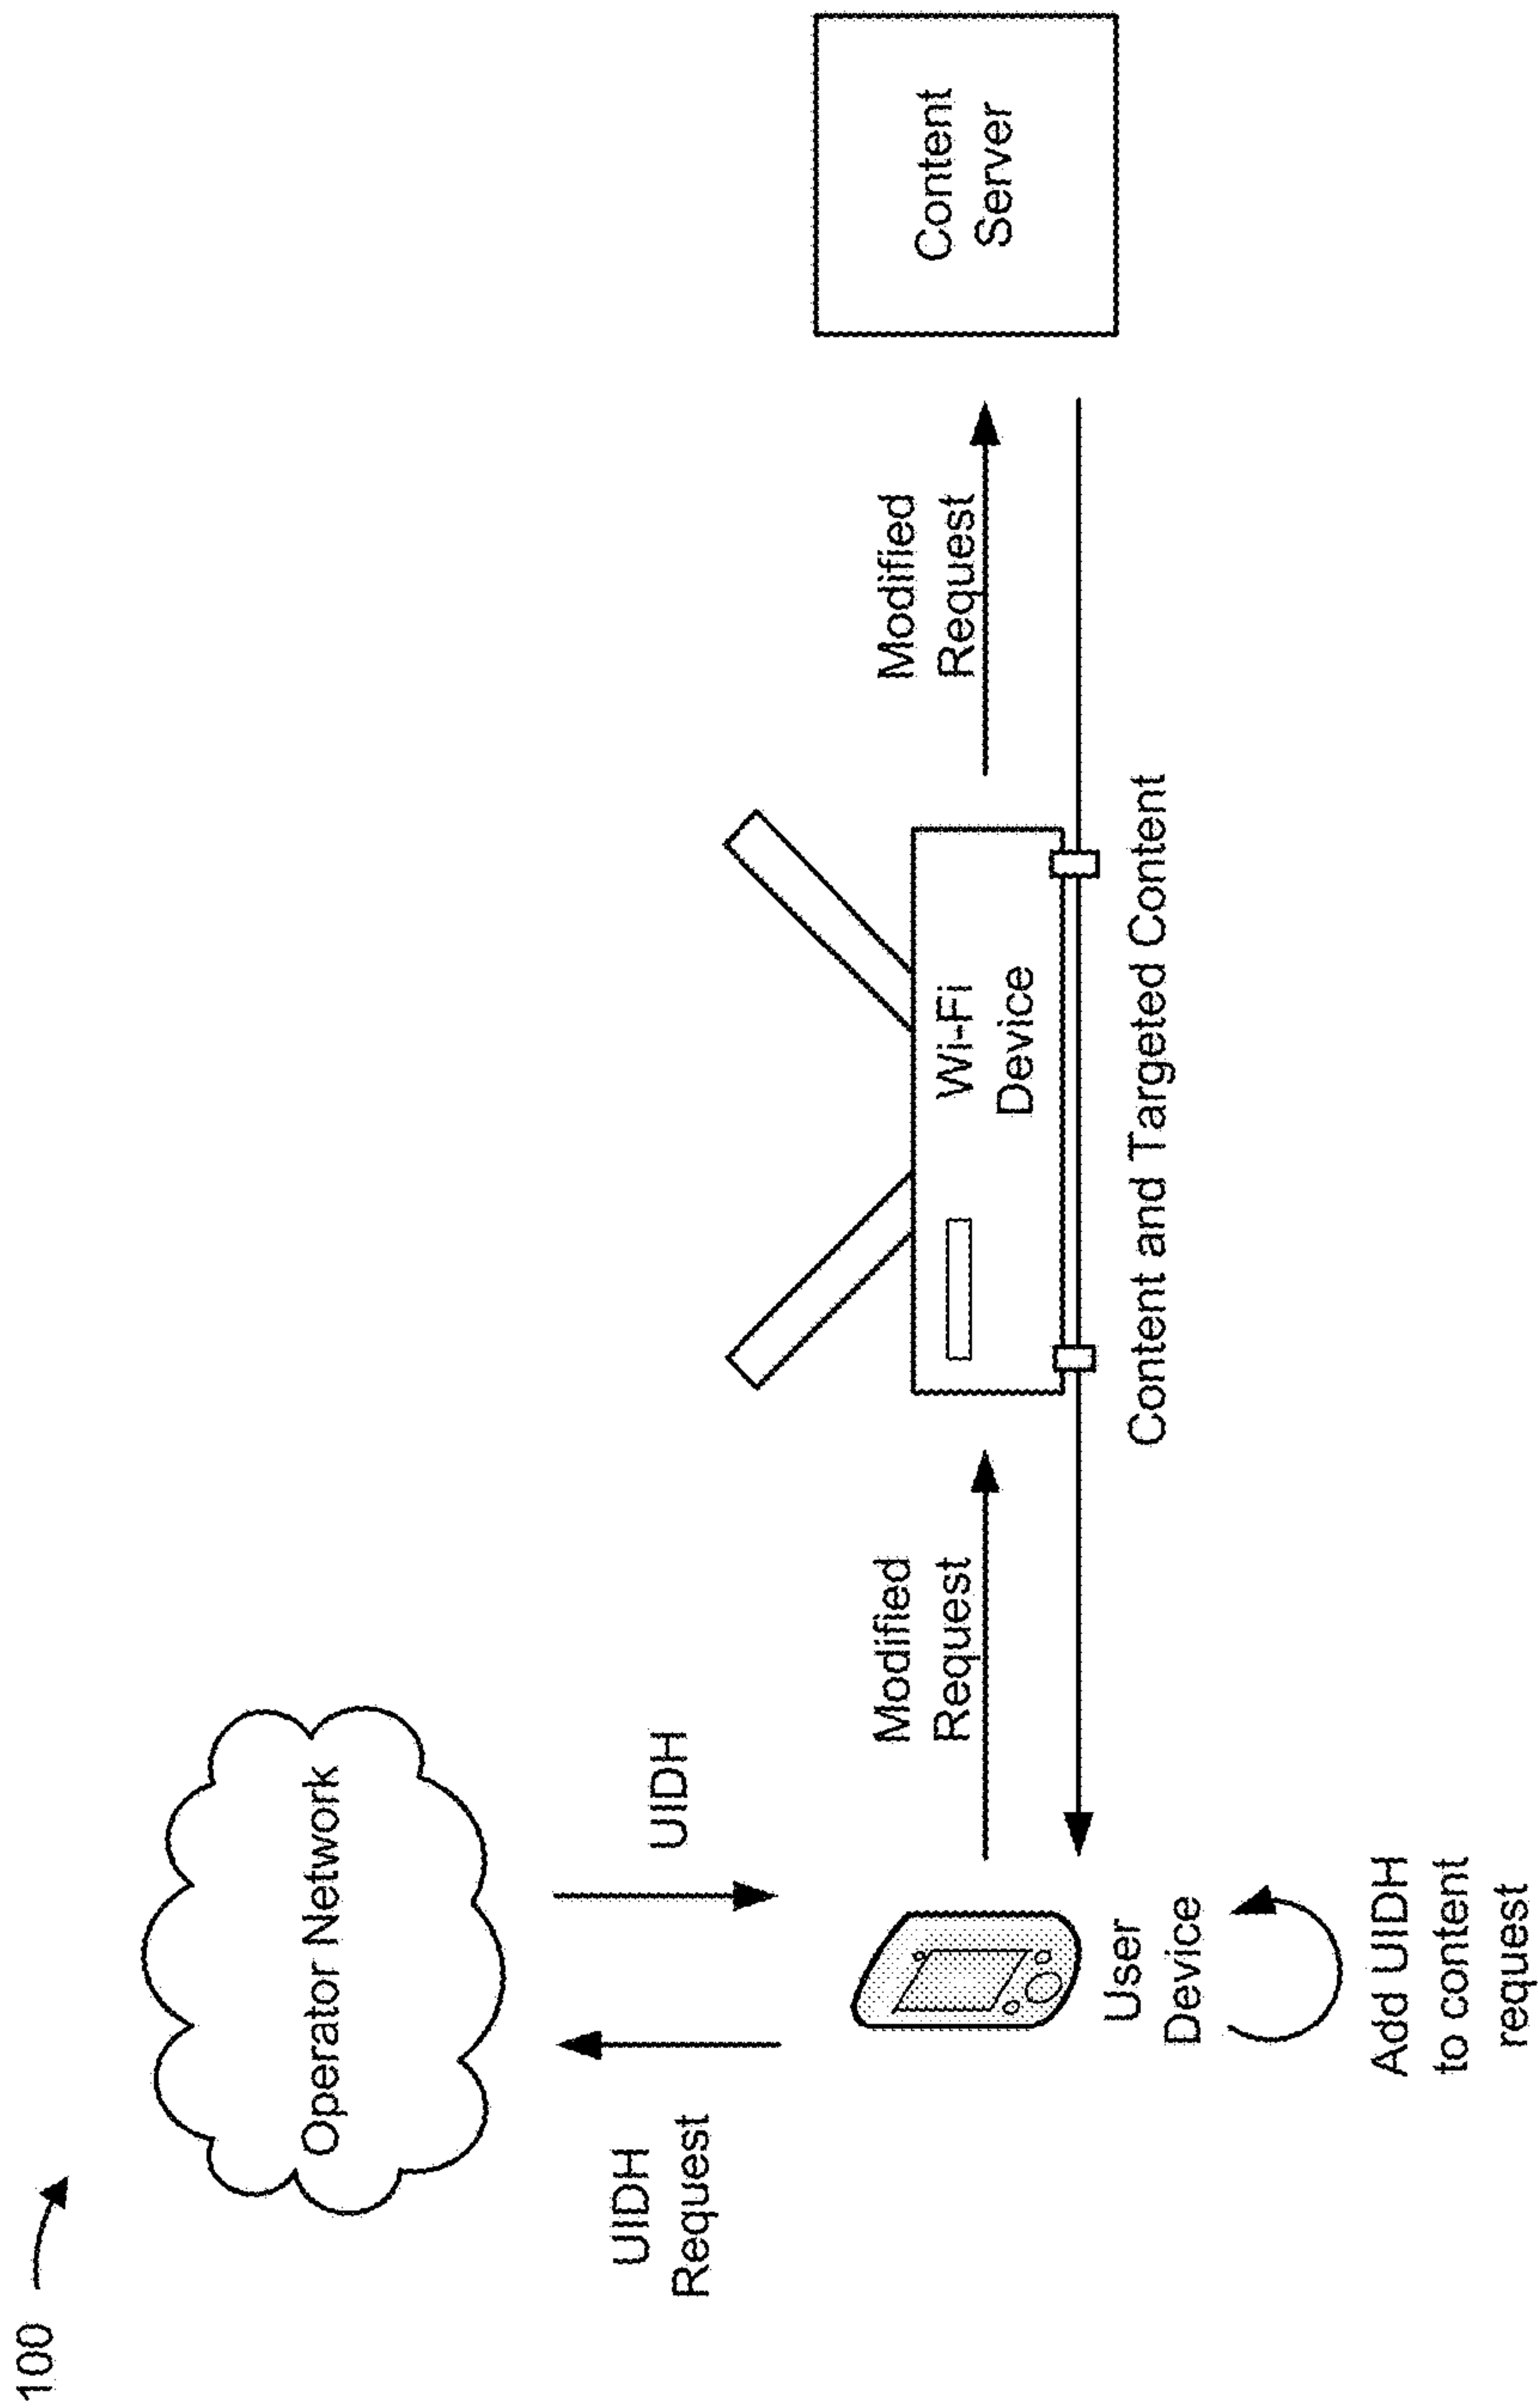 100
Operator Network
UIDH
Request
UIDH
User
Device
Add UIDH
to content
request
Modified
Request
Wi-Fi
Device
Modified
Request
Content and Targeted Content
Content
Server